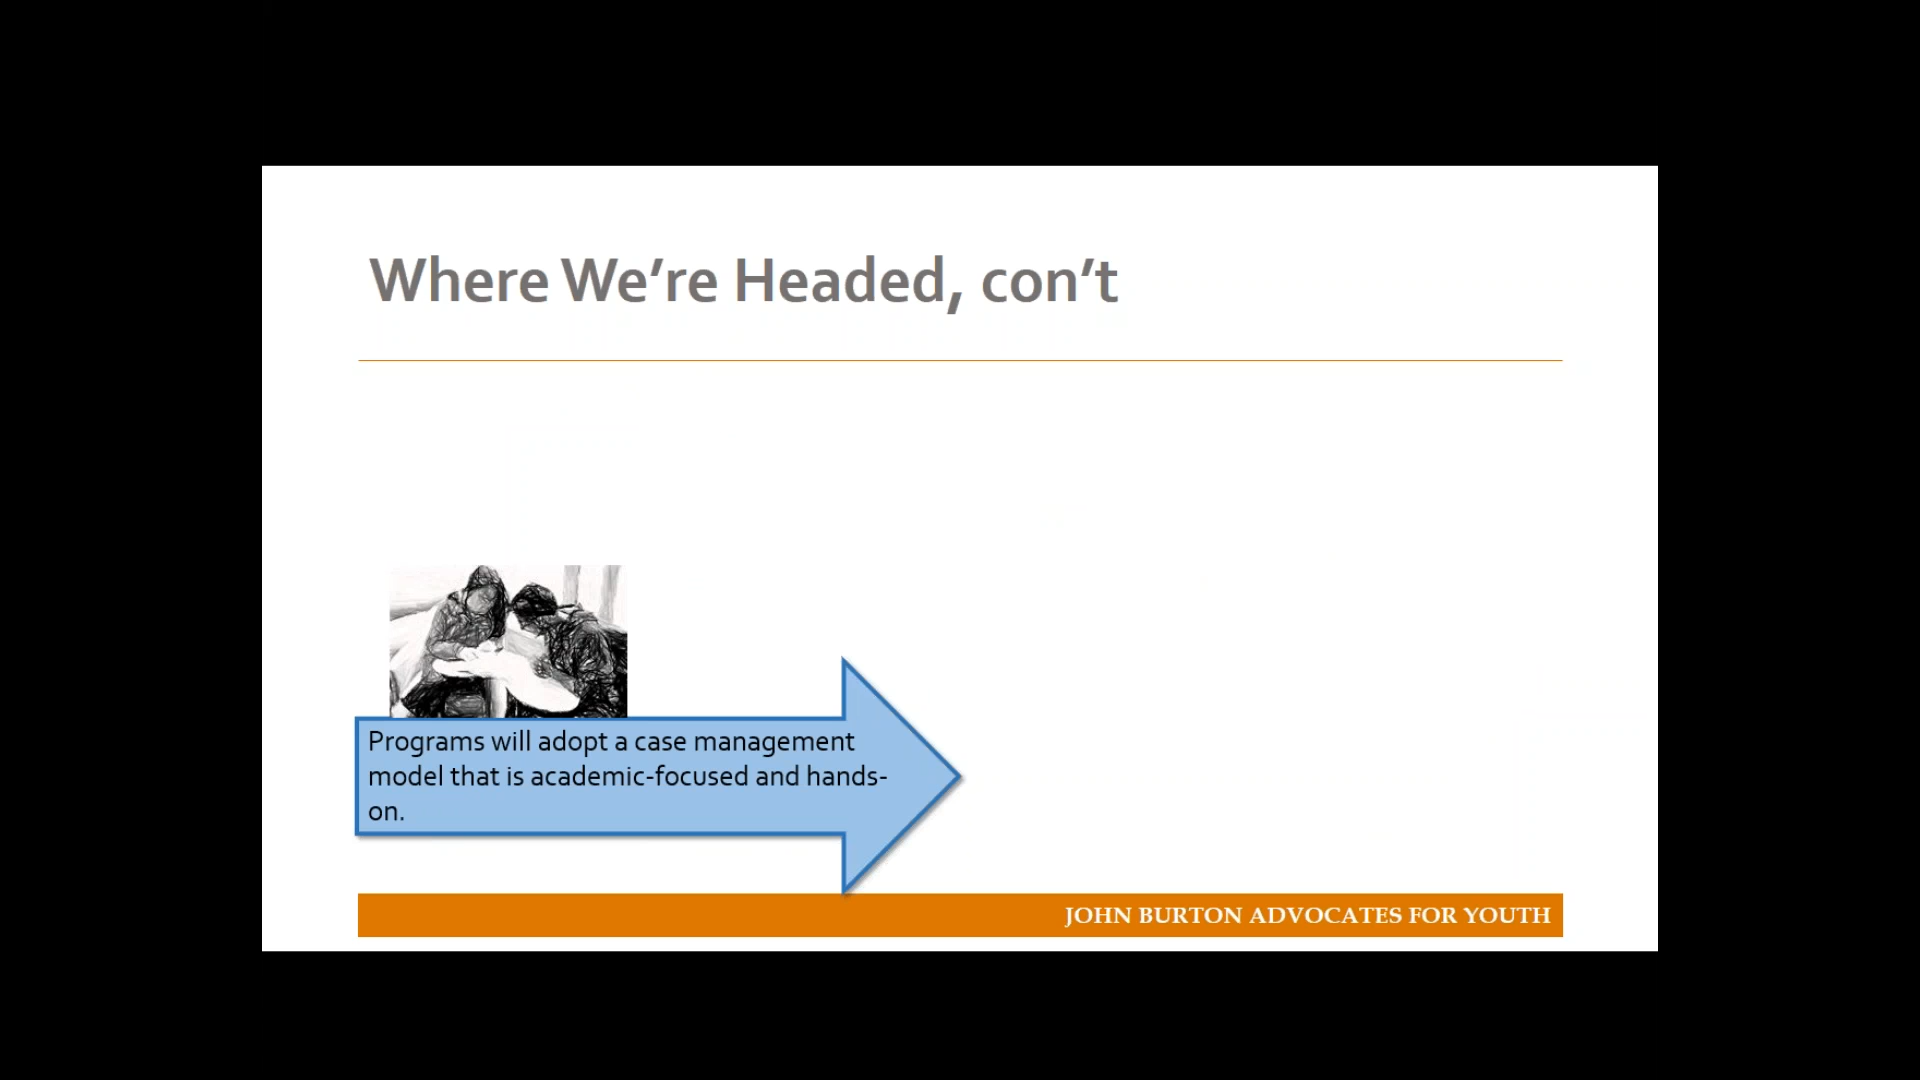 Where We’re Headed, con’t
Programs will adopt a case management
model that is academic-focused and hands-
on.
JOHN BURTON ADVOCATES FOR YOUTH